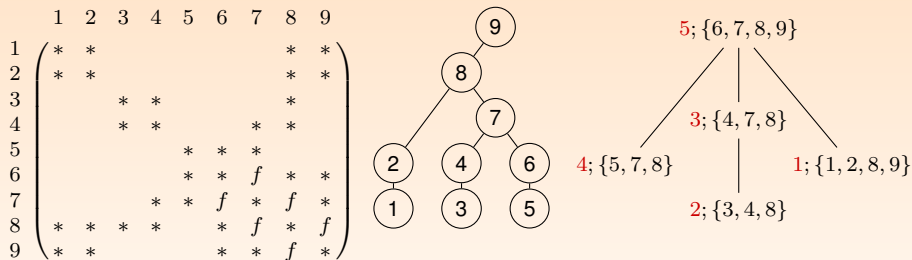 1 2 3 4 5 6 7 8 9
1 * * * *
2 * * * *
3 * * *
4 * * * *
5 * * *
6 * * f * *
7 * * f * f *
8 * * * * * f * f
9 * * * * f *
9
8
7
2 4 6
1 3 5
5; {6, 7, 8, 9}
3; {4, 7, 8}
4; {5, 7, 8} 1; {1, 2, 8, 9}
2; {3, 4, 8}